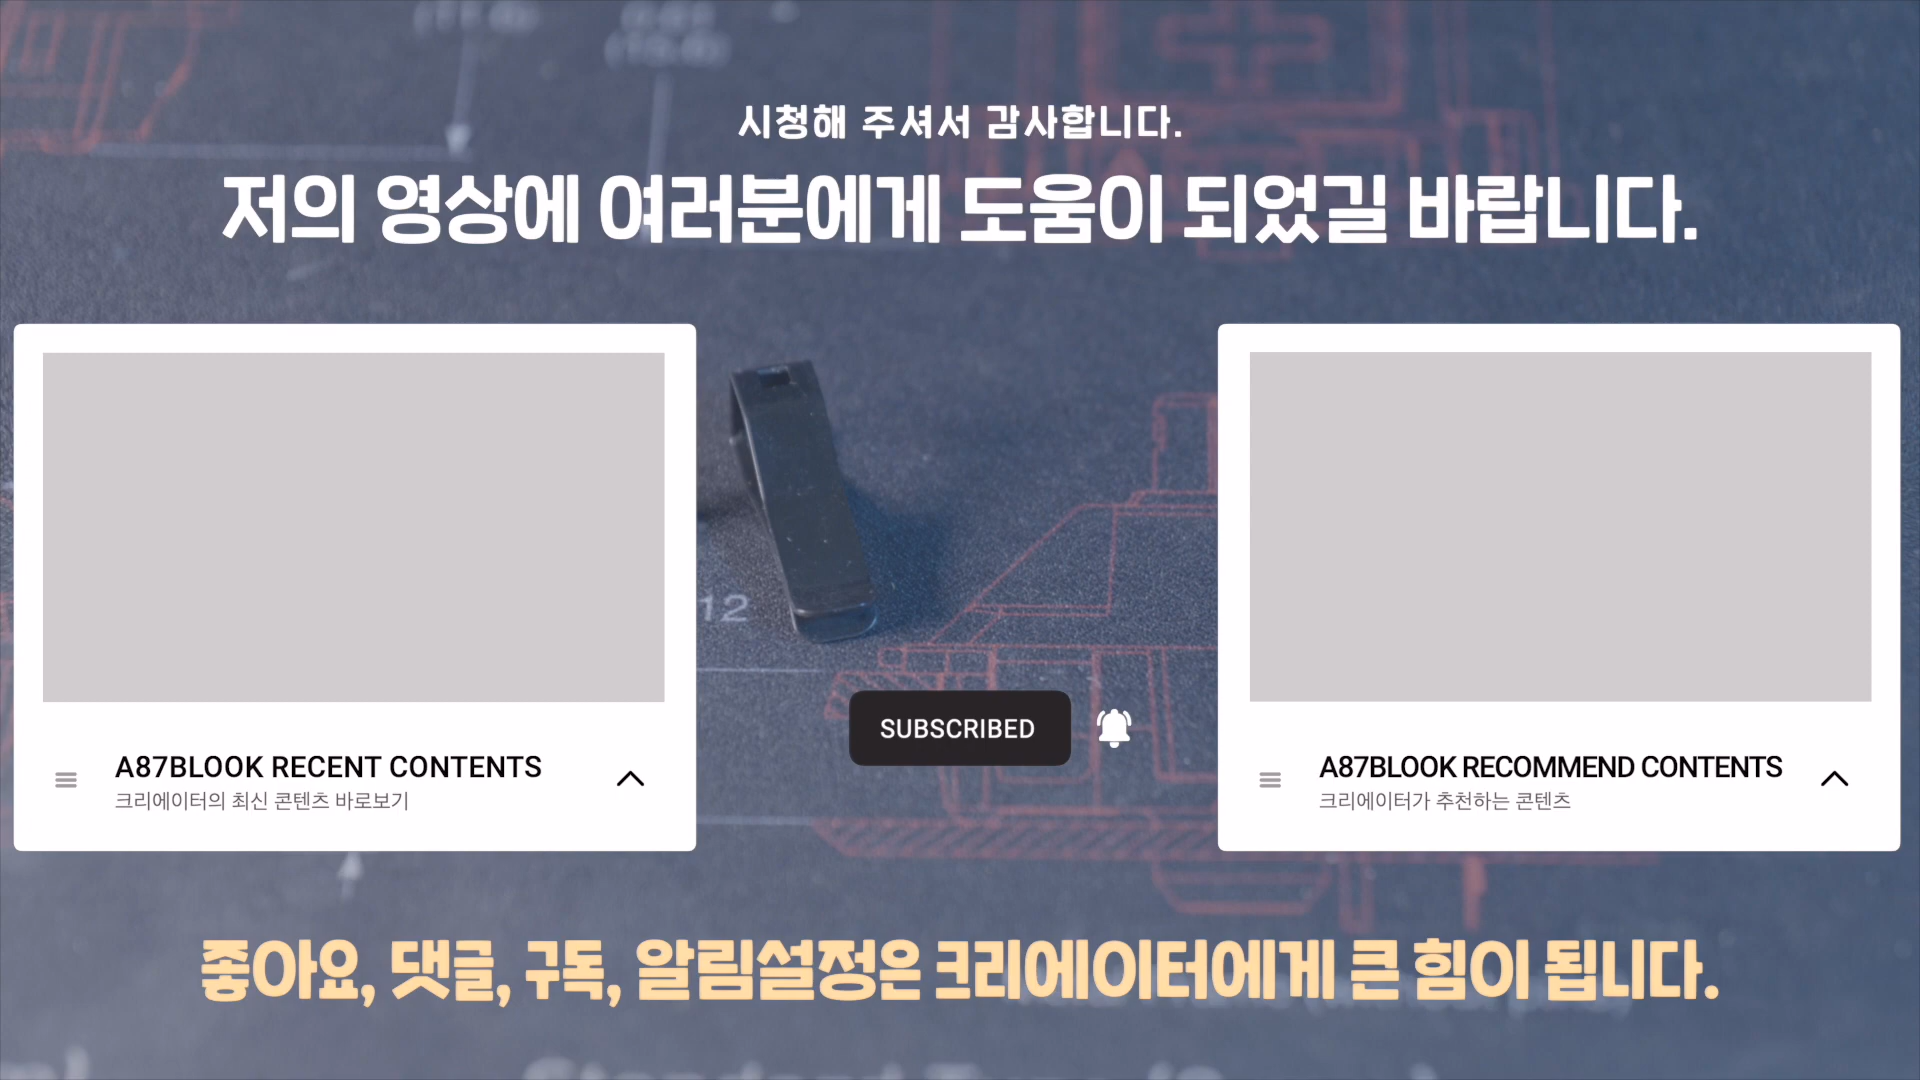 시청해 주셔서 감사합니다.
저의 영상에 여러분에게 도움이 되었길 바랍니다.
12
SUBSCRIBED
A87BLOOK RECENT CONTENTS
크리에이터의 최신 콘텐츠 바로보기
A87BLOOK RECOMMEND CONTENTS
크리에이터가 추천하는 콘텐츠
좋아요, 댓글, 구독, 알림설정은 크리에이터에게 큰 힘이 됩니다.